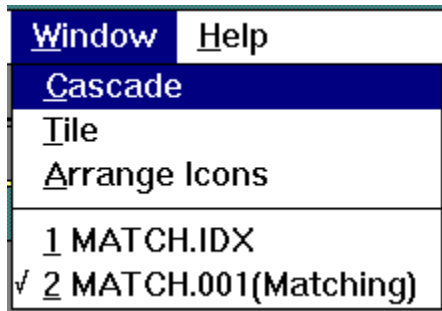 Window Help
Cascade
Tile
Arrange Icons
1 MATCH.IDX
√ 2 MATCH.001(Matching)